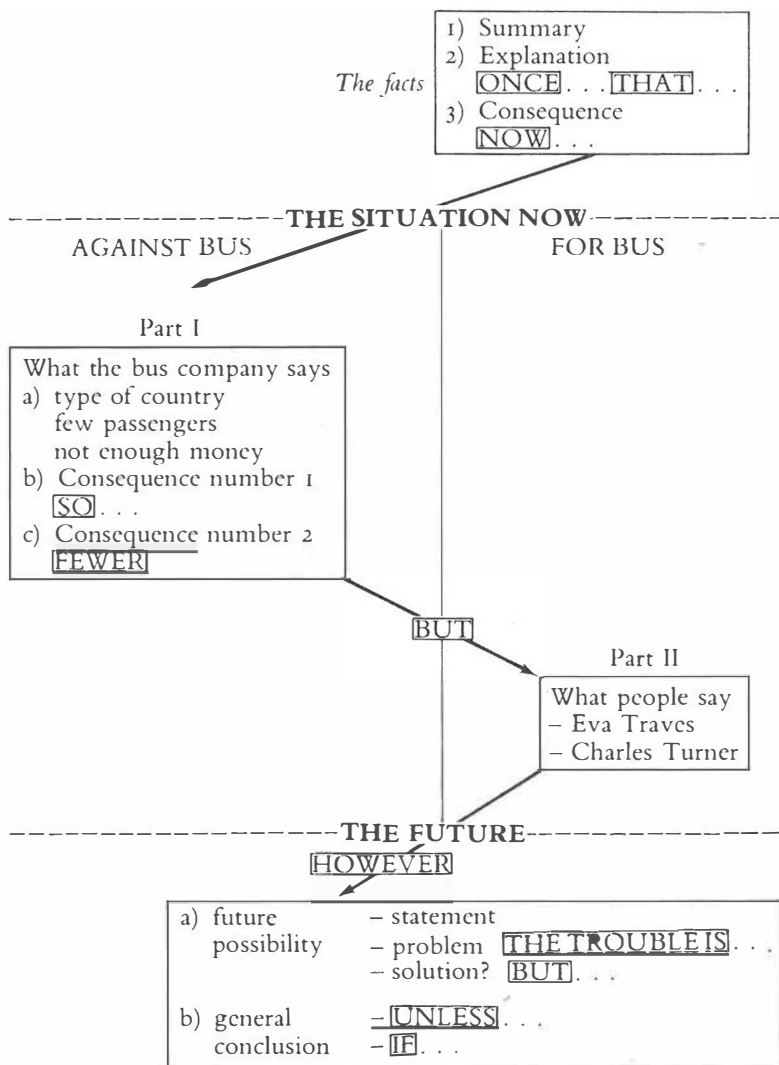 1) Summary
2) Explanation
The facts
ONCE . . . THAT . . .
3) Consequence
NOW . . .
THE SITUATION NOW
AGAINST BUS
FOR BUS
Part I
What the bus company says
a) type of country
few passengers
not enough money
b) Consequence number 1
SO . . .
c) Consequence number 2
FEWER
BUT
Part II
What people say
– Eva Traves
– Charles Turner
THE FUTURE
HOWEVER
a) future – statement
possibility – problem THE TROUBLE IS . . .
– solution? BUT . . .
b) general – UNLESS . . .
conclusion – IF . . .